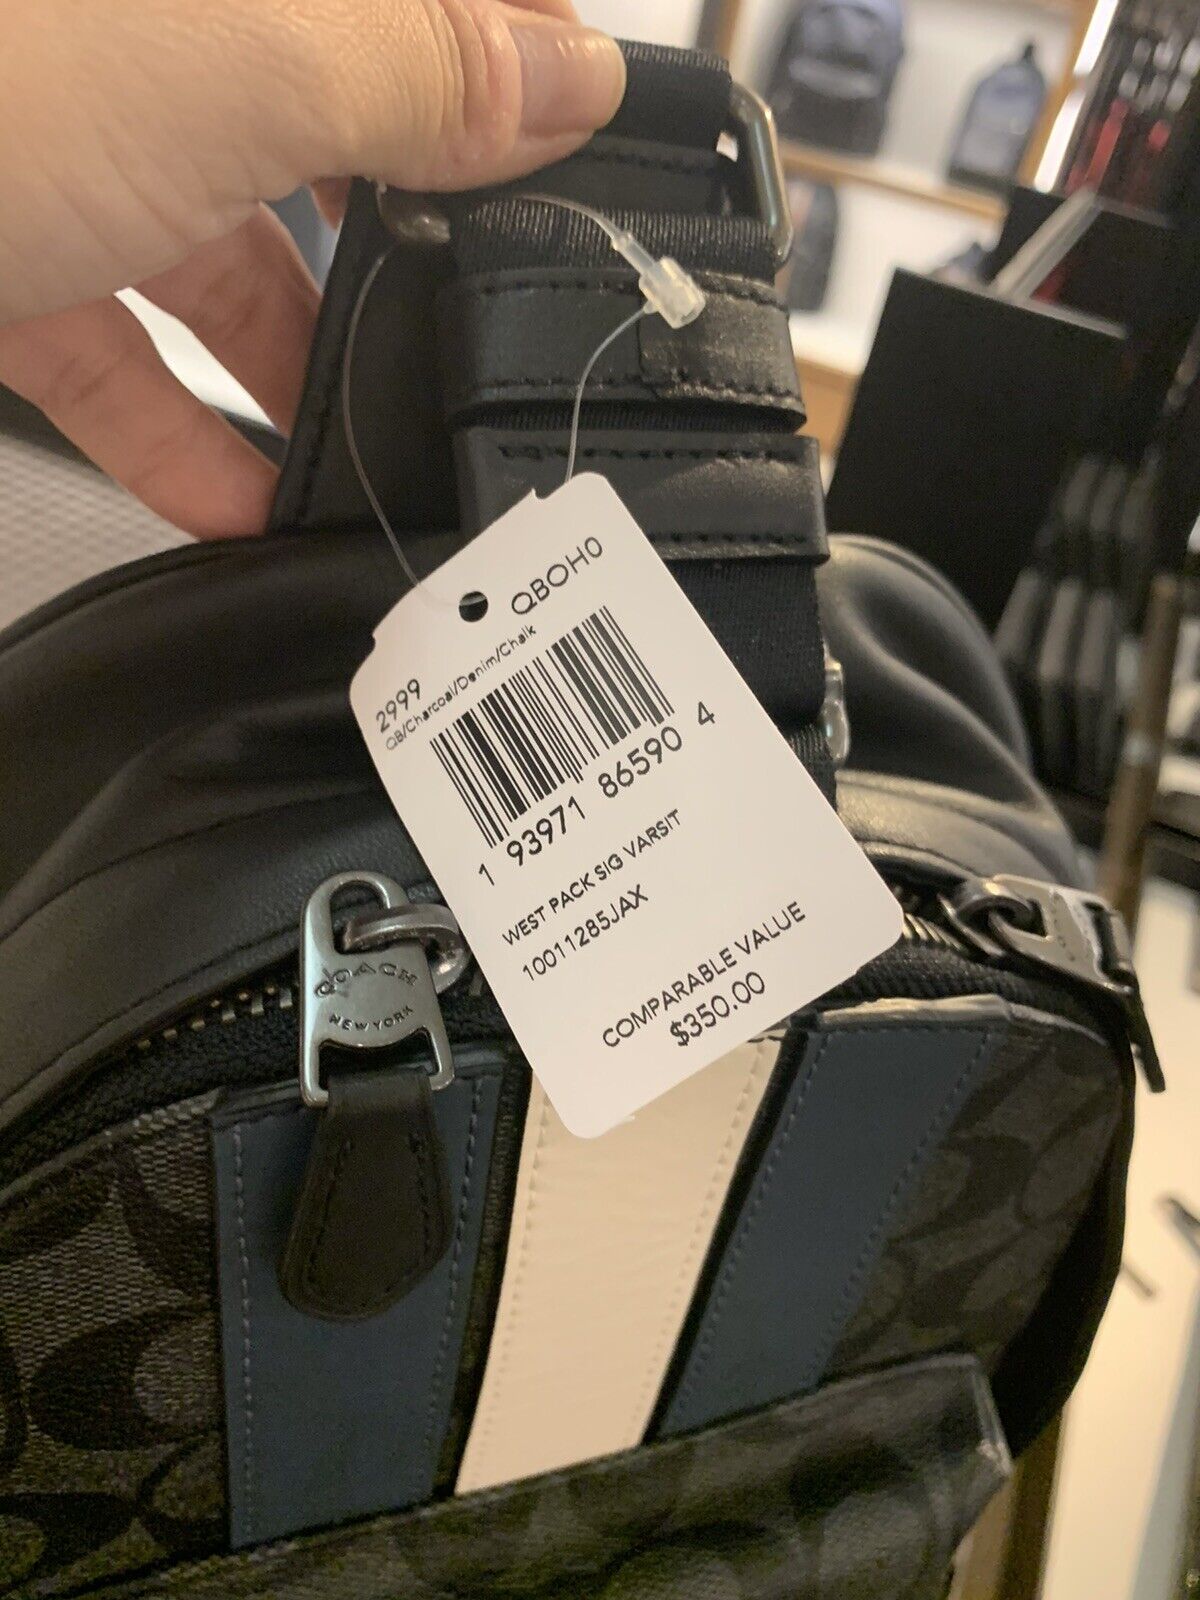 QBOH0
2999
QB/Charcoal/Denim/Chalk
1 93971 86590 4
WEST PACK SIG VARSIT
10011285JAX
COMPARABLE VALUE
$350.00
COACH
NEW YORK